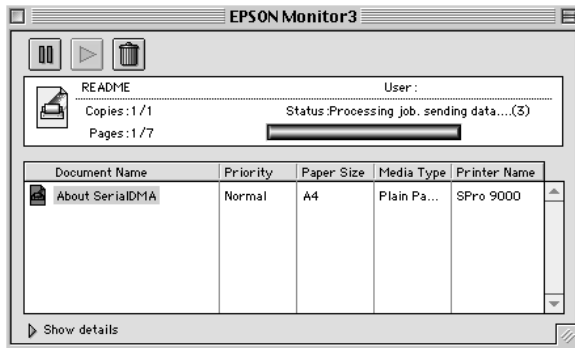 EPSON Monitor3
README User:
Copies:1/1 Status:Processing job. sending data....(3)
Pages:1/7
Document Name Priority Paper Size Media Type Printer Name
About SerialDMA Normal A4 Plain Pa... SPro 9000
Show details